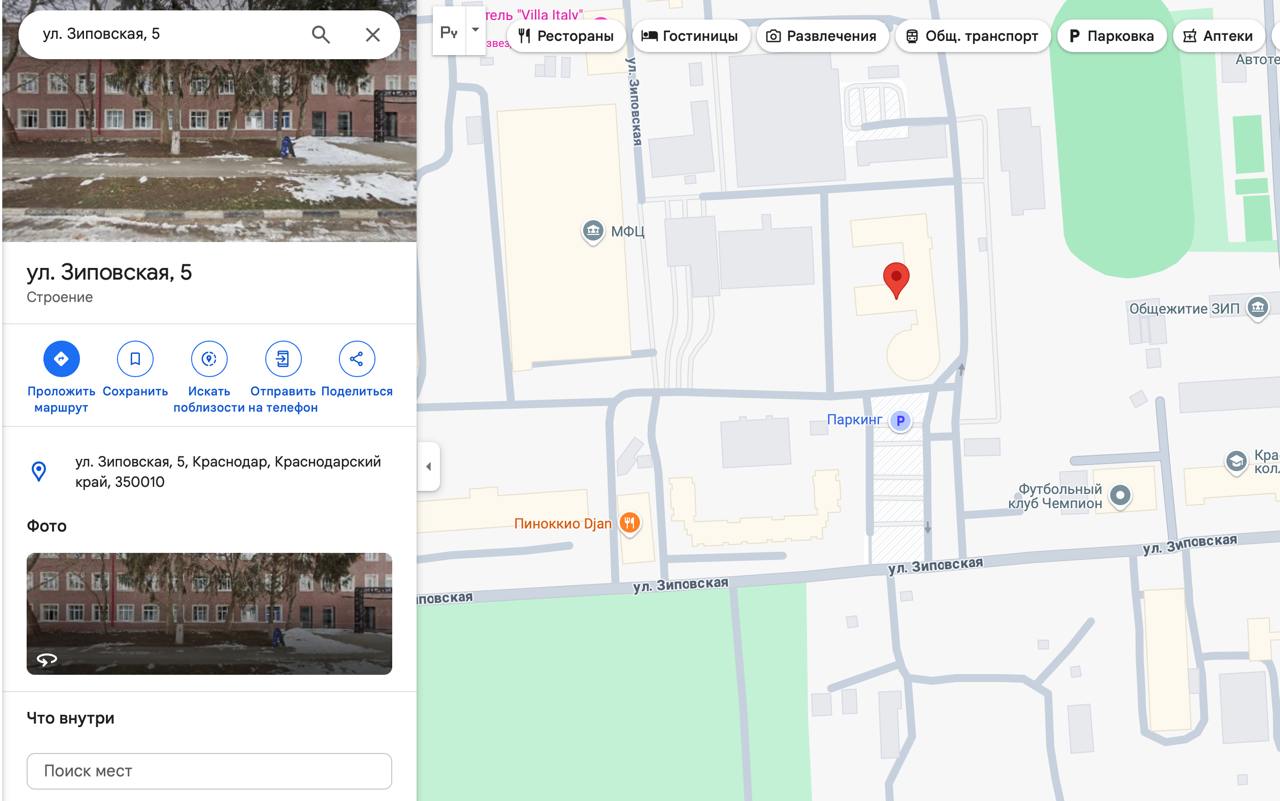 ул. Зиповская, 5
ул. Зиповская, 5
Строение
Проложить
маршрут
Сохранить
Искать
поблизости
Отправить
на телефон
Поделиться
ул. Зиповская, 5, Краснодар, Краснодарский
край, 350010
Фото
Что внутри
Поиск мест
тель "Villa Italy"
звез
Рестораны
Гостиницы
Развлечения
Общ. транспорт
P Парковка
Аптеки
Автоте
ул. Зиповская
МФЦ
Общежитие ЗИП
Паркинг P
Кра
кол
Футбольный
клуб Чемпион
Пиноккио Djan
ул. Зиповская
ул. Зиповская
ул. Зиповская
повская